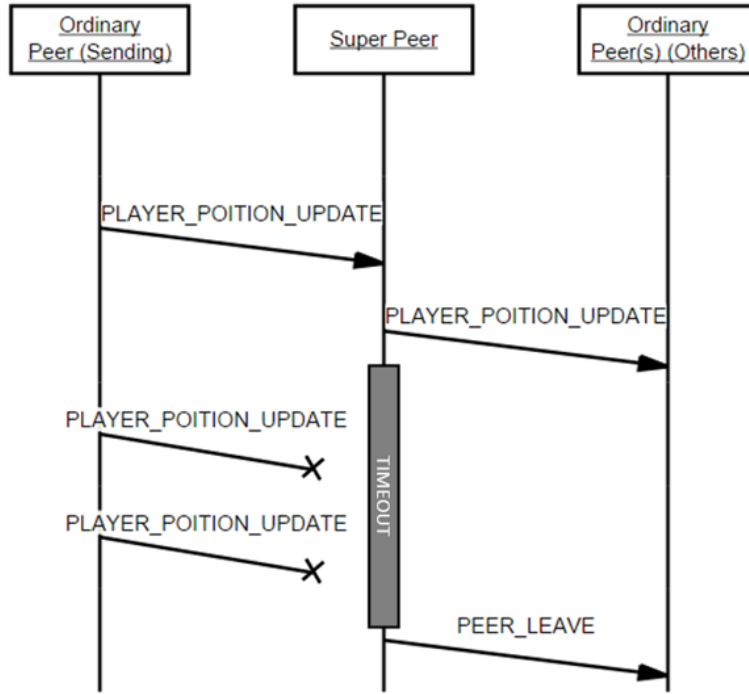 Ordinary
Peer (Sending)
Super Peer
Ordinary
Peer(s) (Others)
PLAYER_POITION_UPDATE
PLAYER_POITION_UPDATE
PLAYER_POITION_UPDATE
TIMEOUT
PLAYER_POITION_UPDATE
PEER_LEAVE